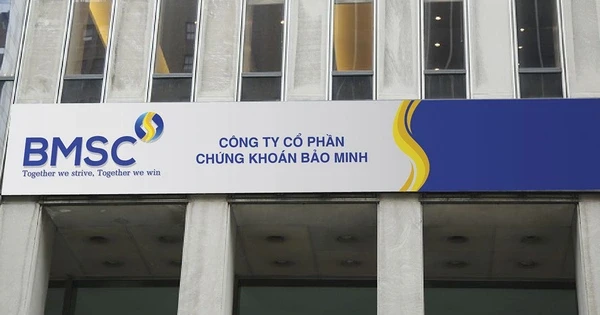 BMSC
Together we strive, Together we win
CÔNG TY CỔ PHẦN
CHỨNG KHOÁN BẢO MINH